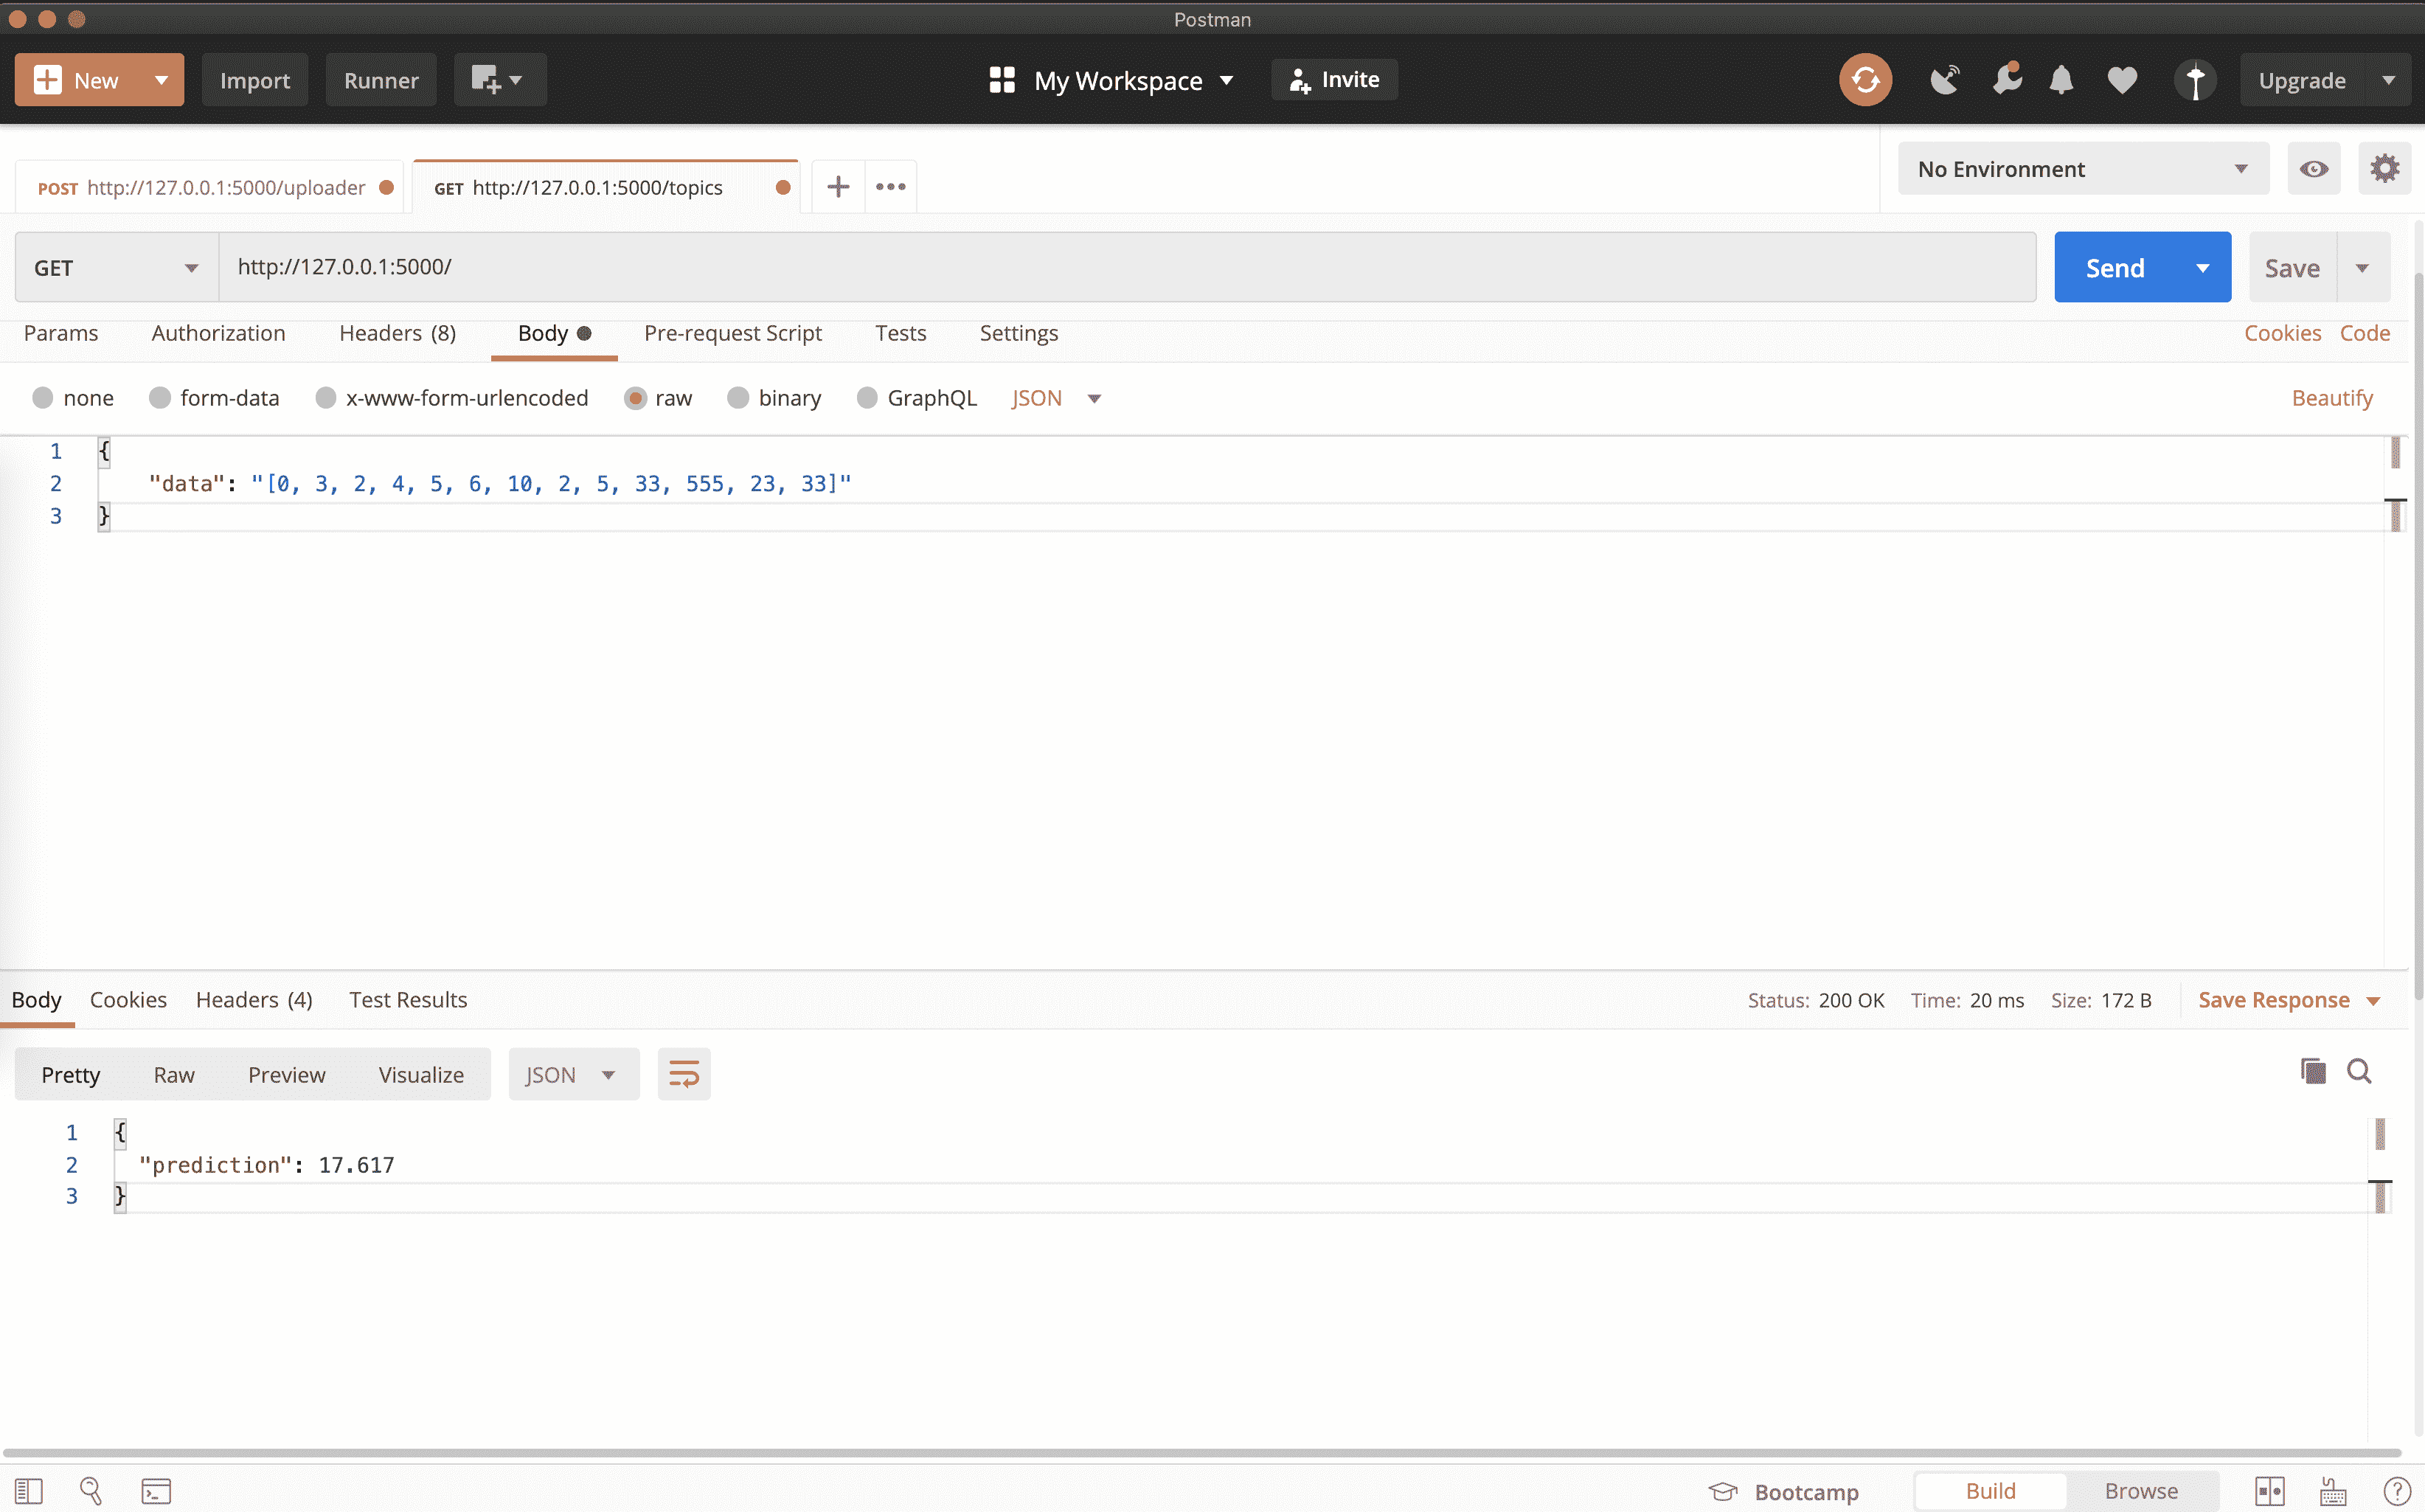 Postman
New Import Runner My Workspace Invite Upgrade
POST http://127.0.0.1:5000/uploader GET http://127.0.0.1:5000/topics No Environment
GET http://127.0.0.1:5000/ Send Save
Params Authorization Headers (8) Body Pre-request Script Tests Settings Cookies Code
none form-data x-www-form-urlencoded raw binary GraphQL JSON Beautify
1 {
2 "data": "[0, 3, 2, 4, 5, 6, 10, 2, 5, 33, 555, 23, 33]"
3 }
Body Cookies Headers (4) Test Results Status: 200 OK Time: 20 ms Size: 172 B Save Response
Pretty Raw Preview Visualize JSON
1 {
2 "prediction": 17.617
3 }
Bootcamp Build Browse